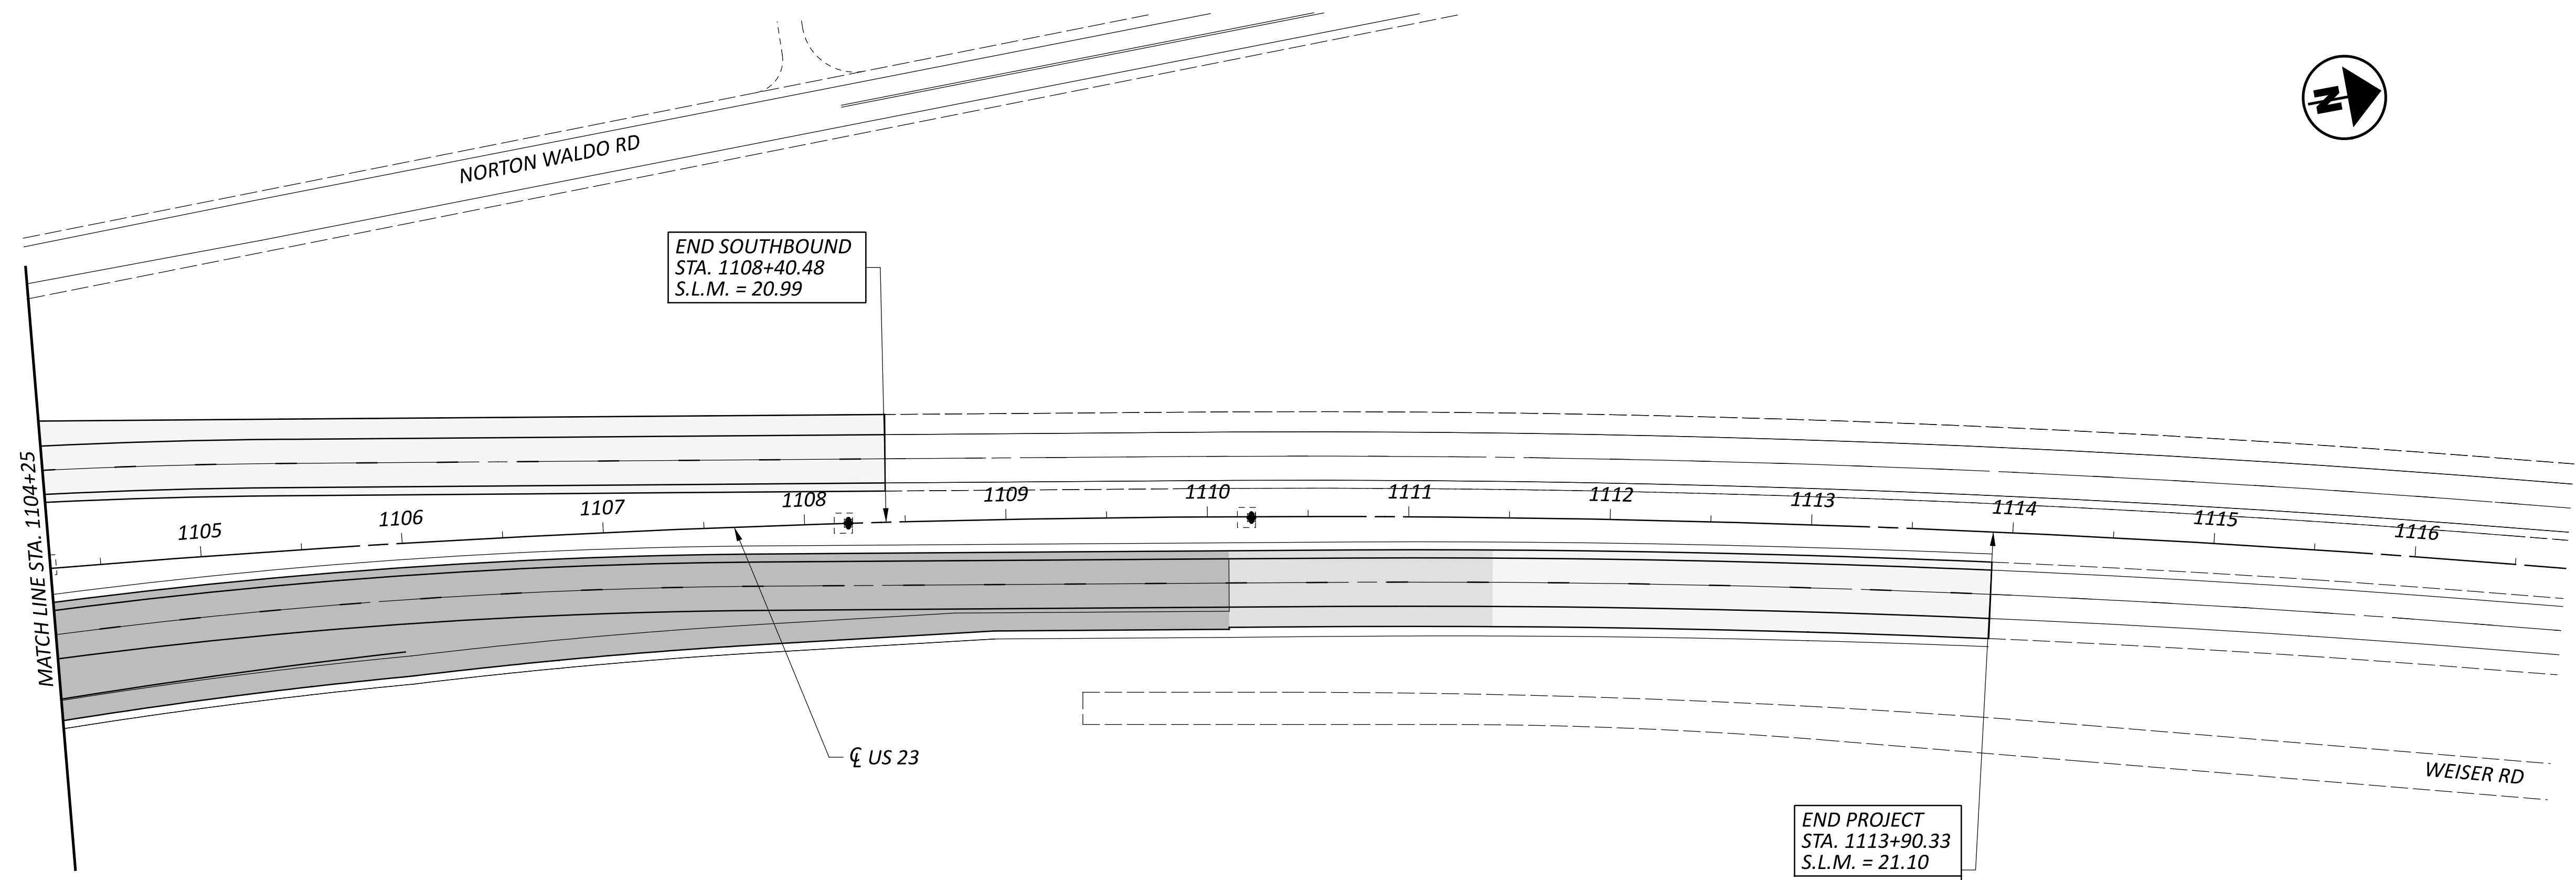 N
NORTON WALDO RD
END SOUTHBOUND
STA. 1108+40.48
S.L.M. = 20.99
MATCH LINE STA. 1104+25
1105
1106
1107
1108
1109
1110
1111
1112
1113
1114
1115
1116
℄ US 23
WEISER RD
END PROJECT
STA. 1113+90.33
S.L.M. = 21.10